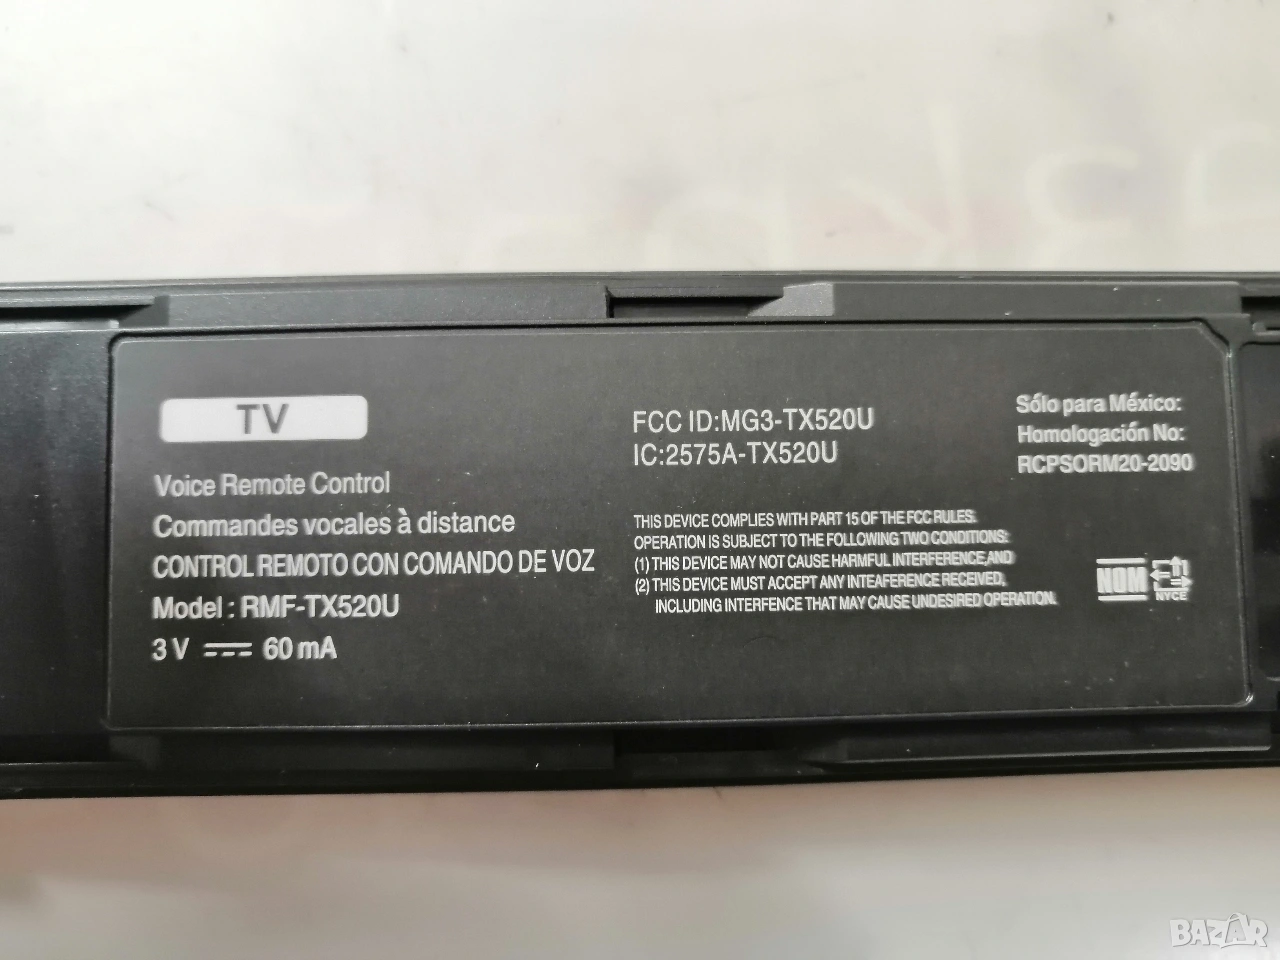 TV
Voice Remote Control
Commandes vocales à distance
CONTROL REMOTO CON COMANDO DE VOZ
Model : RMF-TX520U
3 V 60 mA
FCC ID:MG3-TX520U
IC:2575A-TX520U
THIS DEVICE COMPLIES WITH PART 15 OF THE FCC RULES.
OPERATION IS SUBJECT TO THE FOLLOWING TWO CONDITIONS:
(1) THIS DEVICE MAY NOT CAUSE HARMFUL INTERFERENCE,AND
(2) THIS DEVICE MUST ACCEPT ANY INTEAFERENCE RECEIVED,
INCLUDING INTERFENCE THAT MAY CAUSE UNDESIRED OPERATION.
Sólo para México:
Homologación No:
RCPSORM20-2090
NOM
NYCE
BAZAR